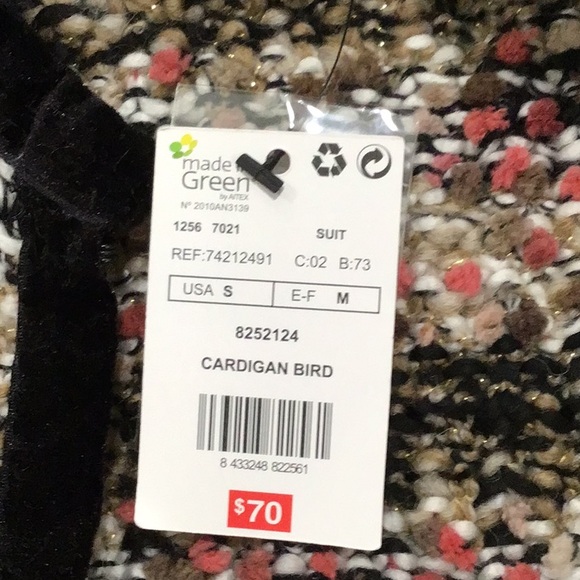 made in
Green
by AITEX
Nº 2010AN3139
1256 7021 SUIT
REF:74212491 C:02 B:73
USA S E-F M
8252124
CARDIGAN BIRD
8 433248 822561
$70